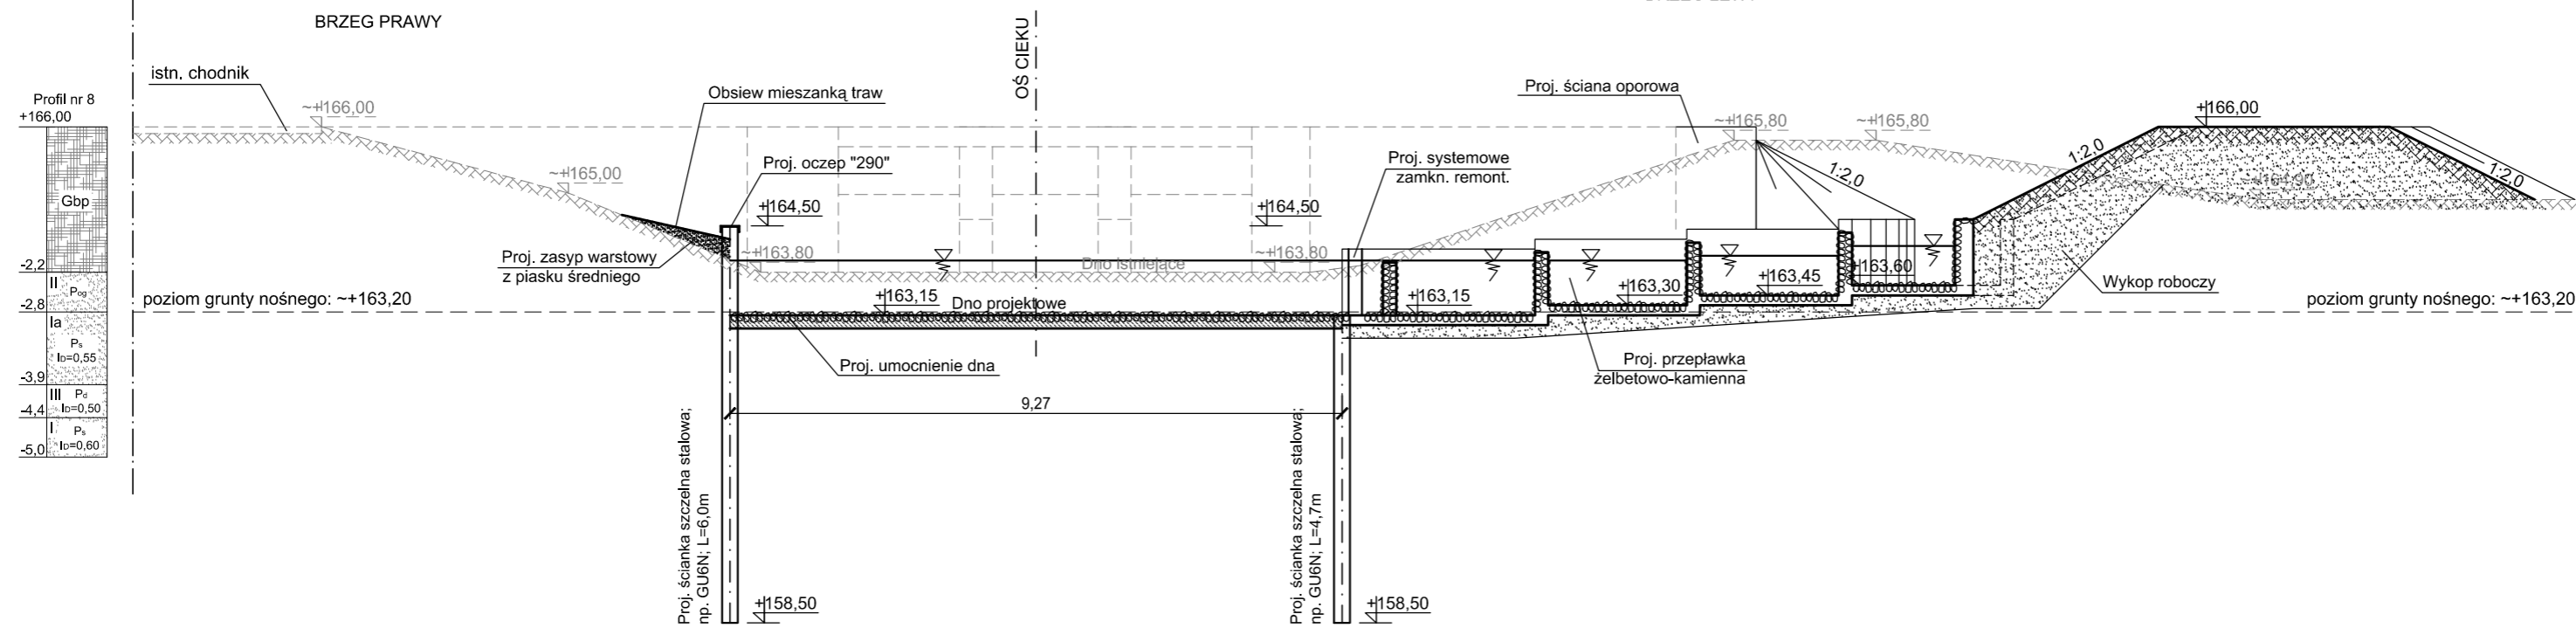 BRZEG PRAWY
OŚ CIEKU
istn. chodnik
Profil nr 8
+166,00
~+166,00
Obsiew mieszanką traw
Proj. ściana oporowa
~+165,80
~+165,80
+166,00
Proj. oczep "290"
Proj. systemowe
zamkn. remont.
1:2,0
1:2,0
1:2,0
~+165,00
~+164,90
Gbp
+164,50
+164,50
Proj. zasyp warstowy
z piasku średniego
~+163,80
~+163,80
Dno istniejące
-2,2
II
Pog
-2,8
poziom grunty nośnego: ~+163,20
+163,15
Dno projektowe
+163,15
+163,30
+163,45
+163,60
Wykop roboczy
poziom grunty nośnego: ~+163,20
Ia
Ps
ID=0,55
-3,9
Proj. umocnienie dna
Proj. przepławka
żelbetowo-kamienna
III
Pd
ID=0,50
-4,4
I
Ps
ID=0,60
-5,0
9,27
Proj. ścianka szczelna stalowa;
np. GU6N; L=6,0m
Proj. ścianka szczelna stalowa;
np. GU6N; L=4,7m
+158,50
+158,50